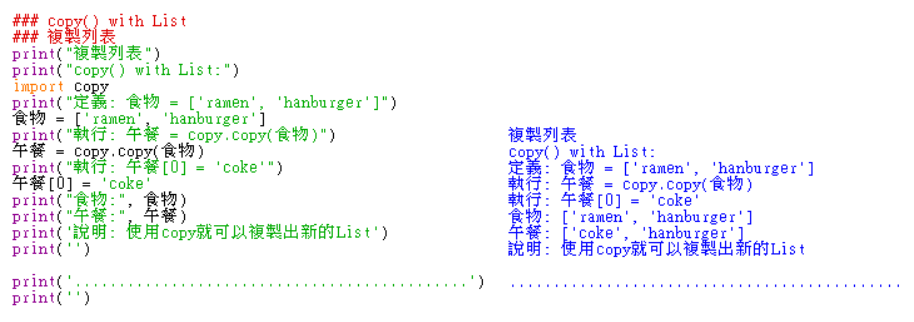 ### copy() with List
### 複製列表
print("複製列表")
print("copy() with List:")
import copy
print("定義: 食物 = ['ramen', 'hanburger']")
食物 = ['ramen', 'hanburger']
print("執行: 午餐 = copy.copy(食物)")
午餐 = copy.copy(食物)
print("執行: 午餐[0] = 'coke'")
午餐[0] = 'coke'
print("食物:", 食物)
print("午餐:", 午餐)
print('說明: 使用copy就可以複製出新的List')
print('')
print('.............................................')
print('')
複製列表
copy() with List:
定義: 食物 = ['ramen', 'hanburger']
執行: 午餐 = copy.copy(食物)
執行: 午餐[0] = 'coke'
食物: ['ramen', 'hanburger']
午餐: ['coke', 'hanburger']
說明: 使用copy就可以複製出新的List
.............................................